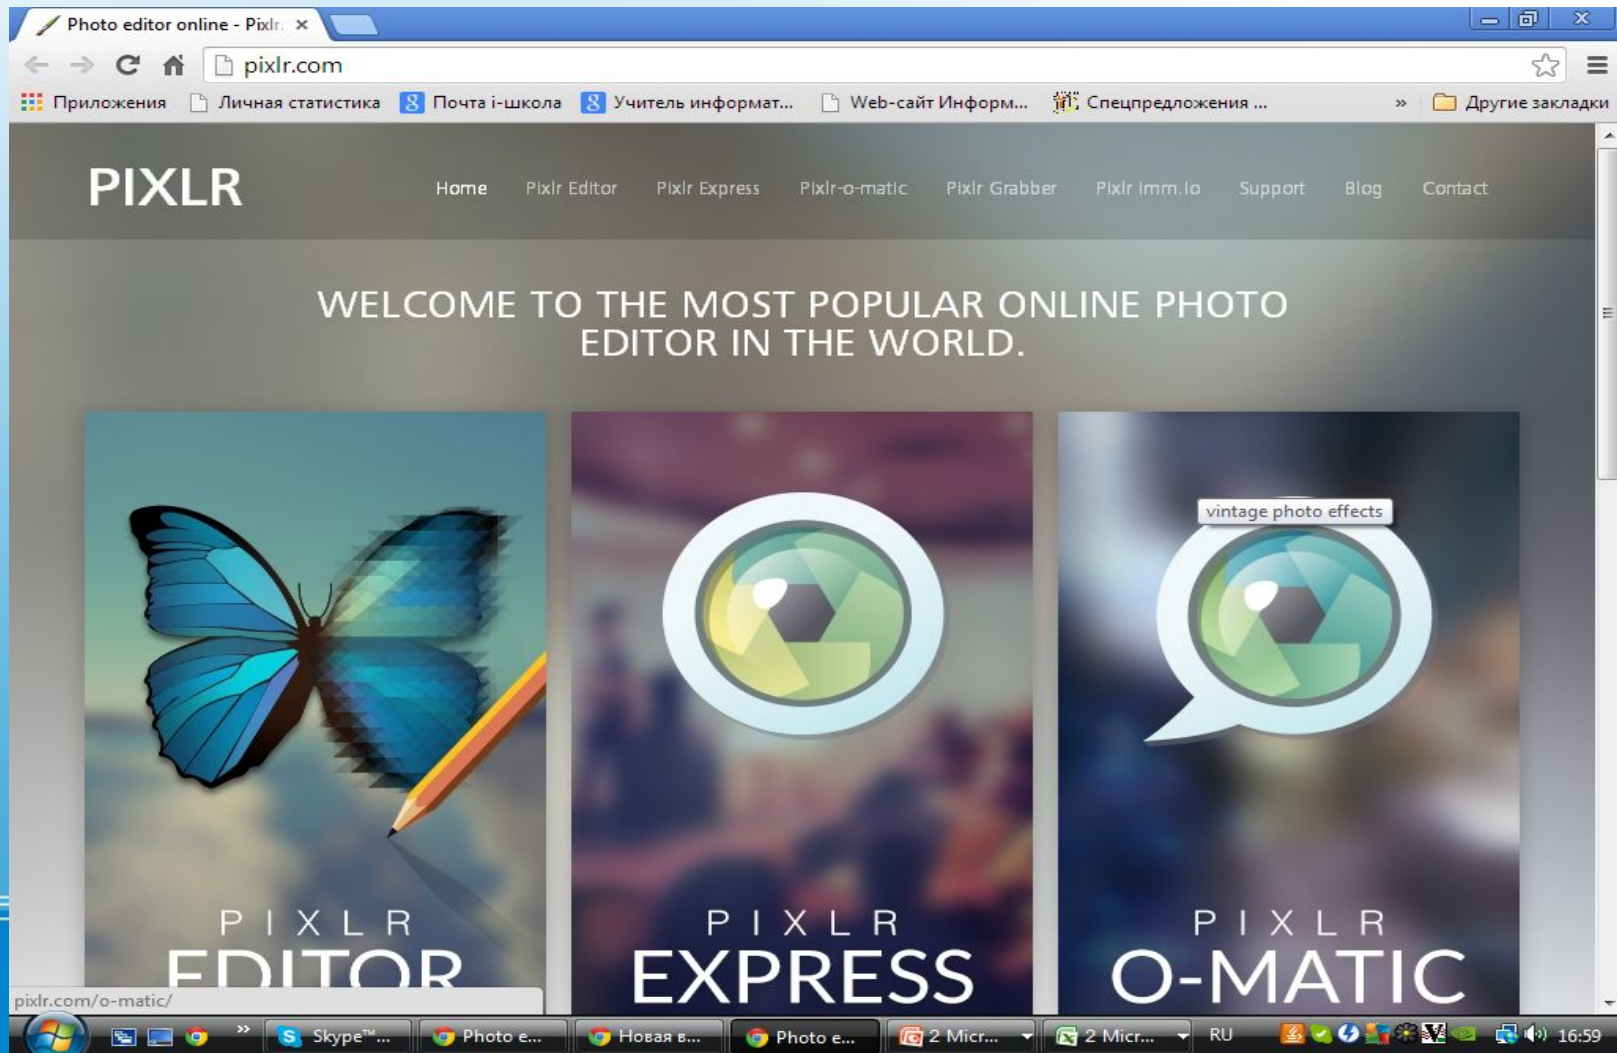 Photo editor online - Pixlr
pixlr.com
Приложения Личная статистика Почта i-школа Учитель информат... Web-сайт Информ... Спецпредложения ... » Другие закладки
PIXLR Home Pixlr Editor Pixlr Express Pixlr-o-matic Pixlr Grabber Pixlr Imm.io Support Blog Contact
WELCOME TO THE MOST POPULAR ONLINE PHOTO
EDITOR IN THE WORLD.
vintage photo effects
PIXLR
EDITOR
PIXLR
EXPRESS
PIXLR
O-MATIC
pixlr.com/o-matic/
» Skype™... Photo e... Новая в... Photo e... 2 Micr... 2 Micr... RU 16:59